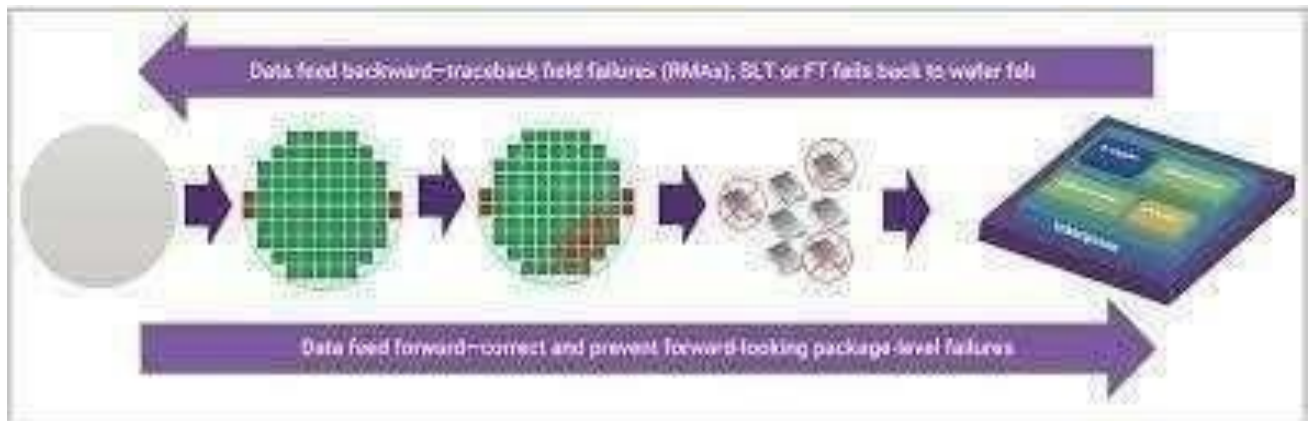 Data feed backward—traceback field failures (RMAs), SLT or FT fails back to wafer fab
Interposer
Data feed forward—correct and prevent forward-looking package-level failures